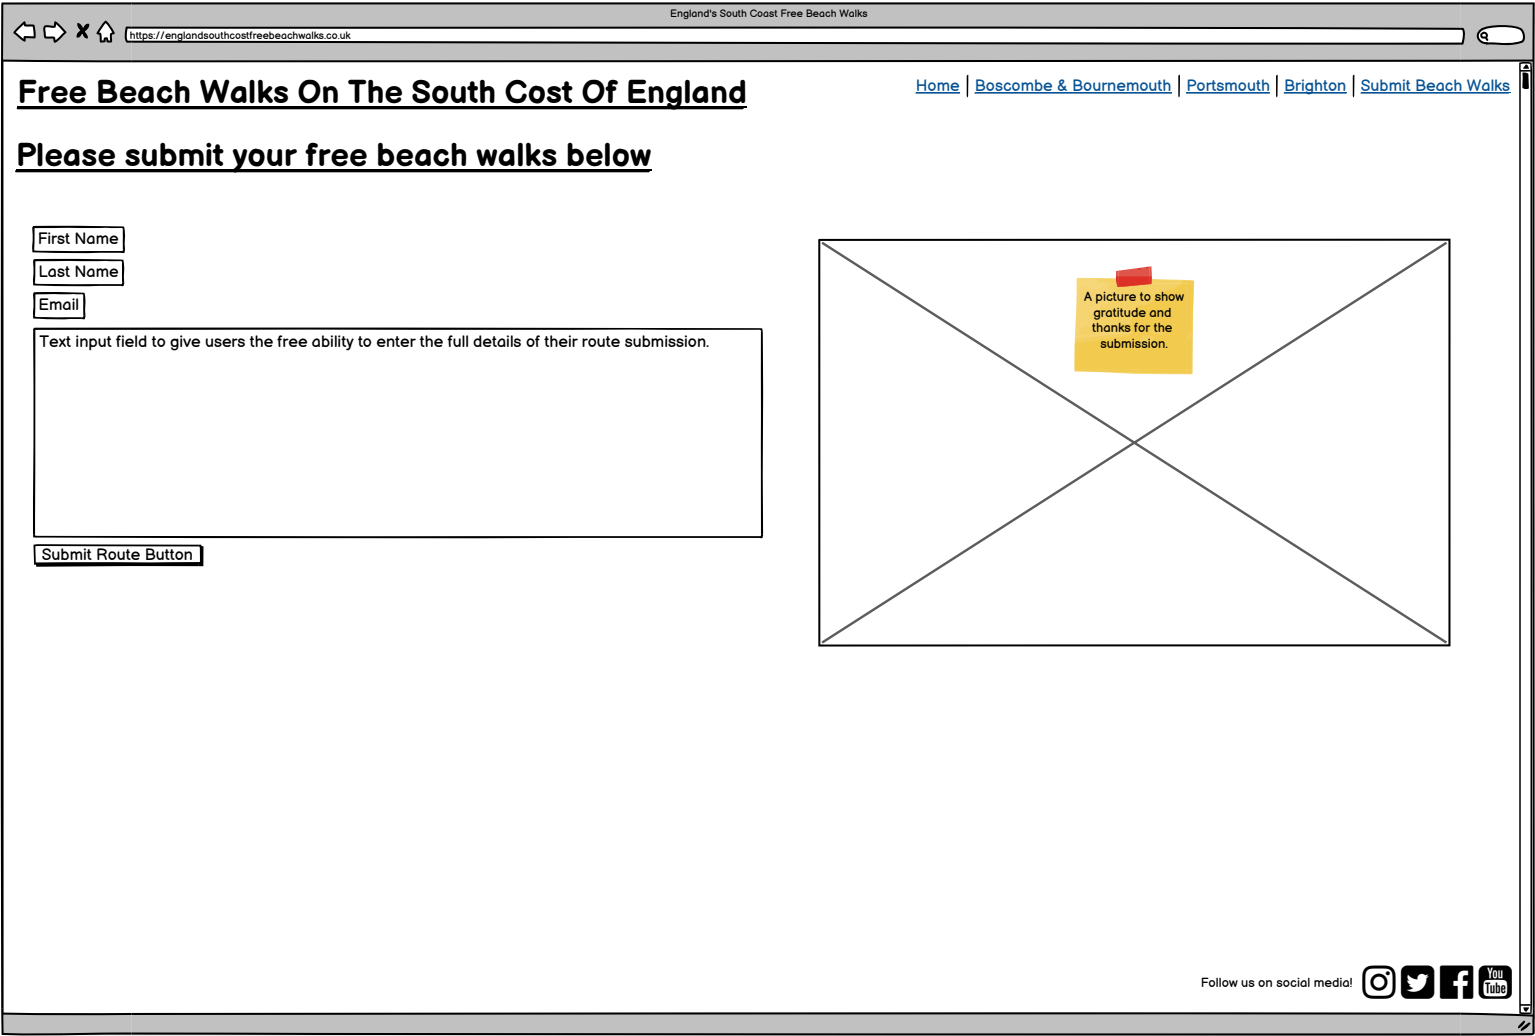 England's South Coast Free Beach Walks
https://englandsouthcostfreebeachwalks.co.uk
Free Beach Walks On The South Cost Of England
Home | Boscombe & Bournemouth | Portsmouth | Brighton | Submit Beach Walks
Please submit your free beach walks below
First Name
Last Name
Email
Text input field to give users the free ability to enter the full details of their route submission.
Submit Route Button
A picture to show
gratitude and
thanks for the
submission.
Follow us on social media!
You
Tube